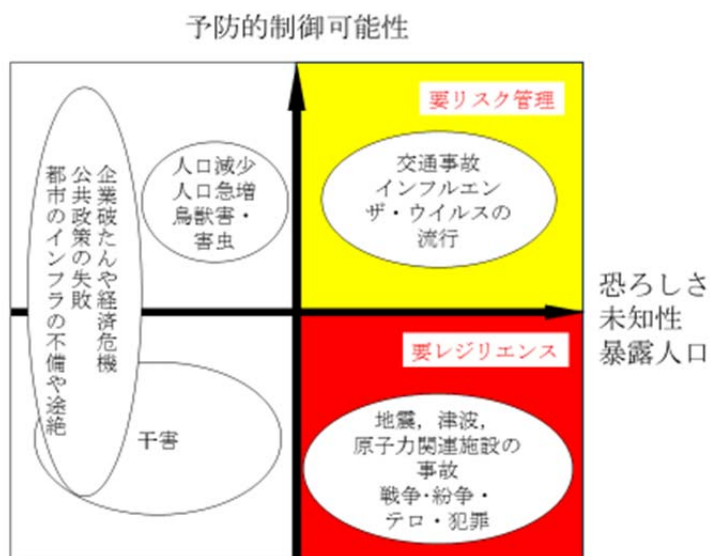 予防的制御可能性
要リスク管理
企業破たんや経済危機
公共政策の失敗
都市のインフラの不備や途絶
人口減少
人口急増
鳥獣害・
害虫
交通事故
インフルエン
ザ・ウイルスの
流行
恐ろしさ
未知性
暴露人口
要レジリエンス
干害
地震，津波，
原子力関連施設の
事故
戦争・紛争・
テロ・犯罪